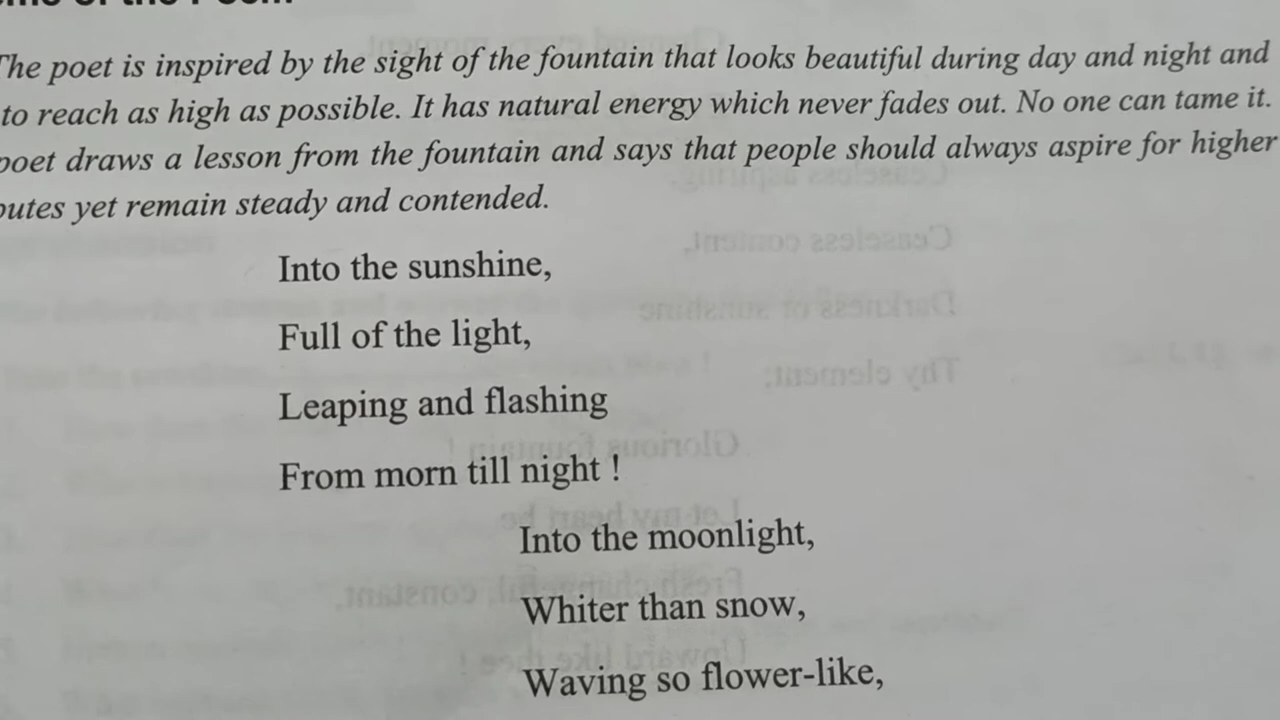 The poet is inspired by the sight of the fountain that looks beautiful during day and night and
to reach as high as possible. It has natural energy which never fades out. No one can tame it.
poet draws a lesson from the fountain and says that people should always aspire for higher
yet remain steady and contended.
Into the sunshine,
Full of the light,
Leaping and flashing
From morn till night !
Into the moonlight,
Whiter than snow,
Waving so flower-like,